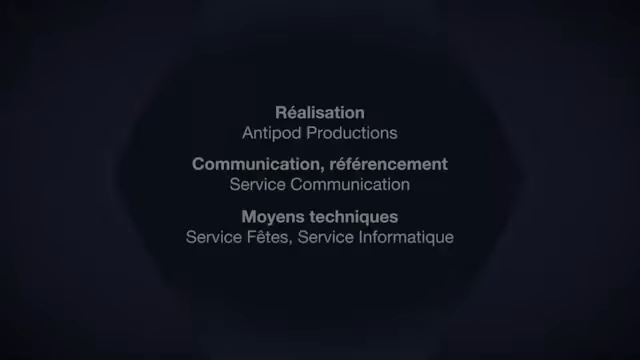 Réalisation
Antipod Productions
Communication, référencement
Service Communication
Moyens techniques
Service Fêtes, Service Informatique